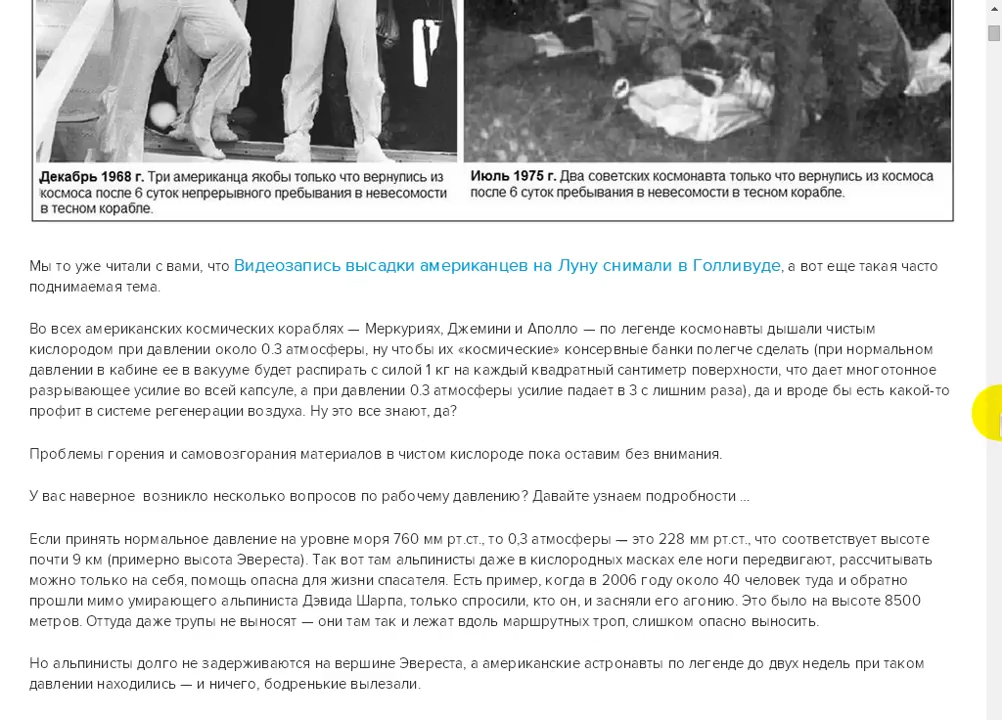 Декабрь 1968 г. Три американца якобы только что вернулись из
космоса после 6 суток непрерывного пребывания в невесомости
в тесном корабле.
Июль 1975 г. Два советских космонавта только что вернулись из космоса
после 6 суток пребывания в невесомости в тесном корабле.
Мы то уже читали с вами, что Видеозапись высадки американцев на Луну снимали в Голливуде, а вот еще такая часто
поднимаемая тема.
Во всех американских космических кораблях — Меркуриях, Джемини и Аполло — по легенде космонавты дышали чистым
кислородом при давлении около 0.3 атмосферы, ну чтобы их «космические» консервные банки полегче сделать (при нормальном
давлении в кабине ее в вакууме будет распирать с силой 1 кг на каждый квадратный сантиметр поверхности, что дает многотонное
разрывающее усилие во всей капсуле, а при давлении 0.3 атмосферы усилие падает в 3 с лишним раза), да и вроде бы есть какой-то
профит в системе регенерации воздуха. Ну это все знают, да?
Проблемы горения и самовозгорания материалов в чистом кислороде пока оставим без внимания.
У вас наверное  возникло несколько вопросов по рабочему давлению? Давайте узнаем подробности ...
Если принять нормальное давление на уровне моря 760 мм рт.ст., то 0,3 атмосферы — это 228 мм рт.ст., что соответствует высоте
почти 9 км (примерно высота Эвереста). Так вот там альпинисты даже в кислородных масках еле ноги передвигают, рассчитывать
можно только на себя, помощь опасна для жизни спасателя. Есть пример, когда в 2006 году около 40 человек туда и обратно
прошли мимо умирающего альпиниста Дэвида Шарпа, только спросили, кто он, и засняли его агонию. Это было на высоте 8500
метров. Оттуда даже трупы не выносят — они там так и лежат вдоль маршрутных троп, слишком опасно выносить.
Но альпинисты долго не задерживаются на вершине Эвереста, а американские астронавты по легенде до двух недель при таком
давлении находились — и ничего, бодренькие вылезали.